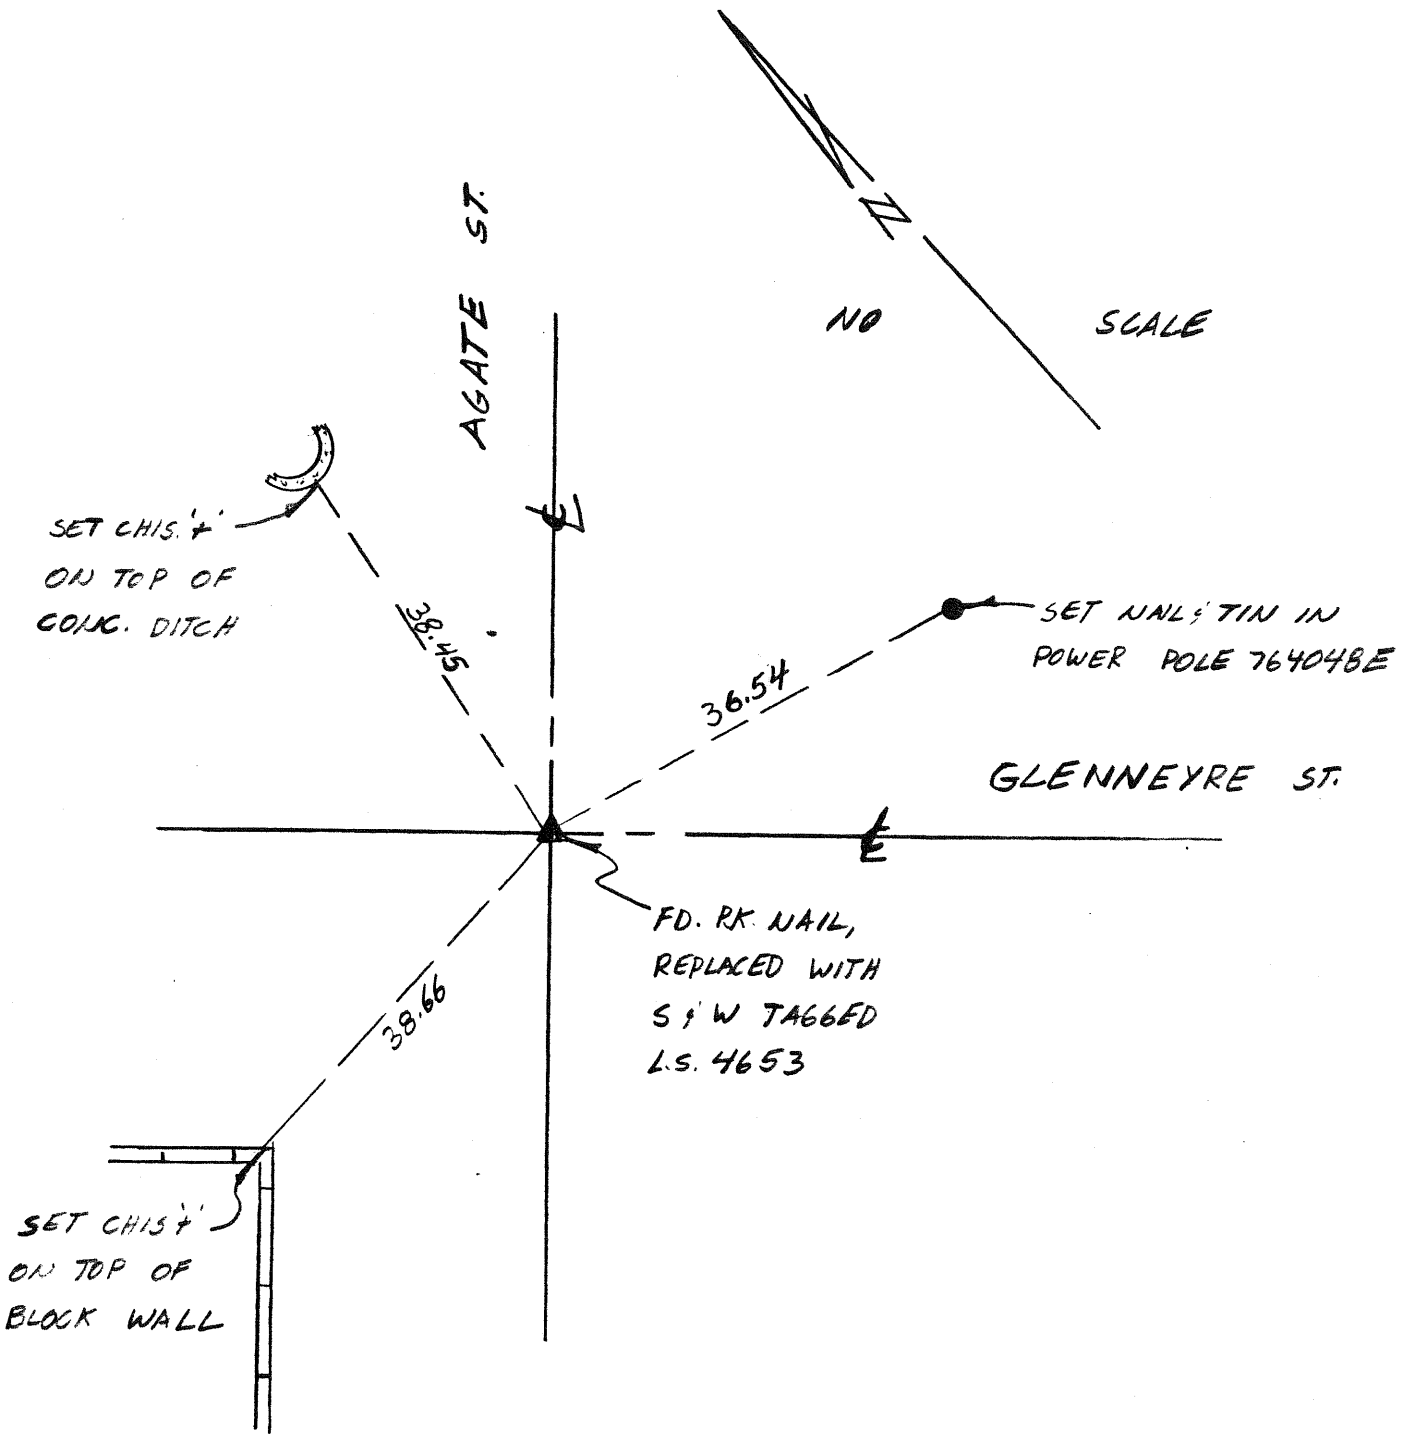 N
NO SCALE
AGATE ST.
℄
SET CHIS. '+'
ON TOP OF
CONC. DITCH
38.45
36.54
SET NAIL & TIN IN
POWER POLE 764048E
GLENNEYRE ST.
℄
FD. PK. NAIL,
REPLACED WITH
S & W TAGGED
L.S. 4653
38.66
SET CHIS '+'
ON TOP OF
BLOCK WALL